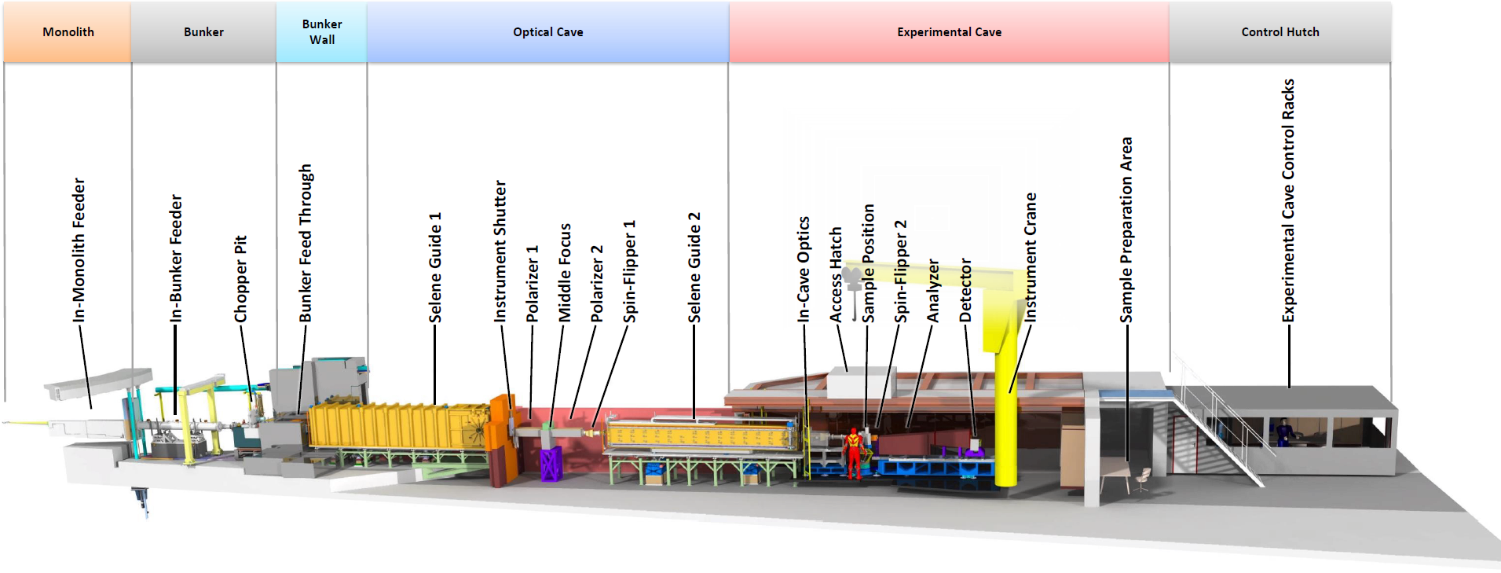 Monolith
Bunker
Bunker
Wall
Optical Cave
Experimental Cave
Control Hutch
In-Monolith Feeder
In-Bunker Feeder
Chopper Pit
Bunker Feed Through
Selene Guide 1
Instrument Shutter
Polarizer 1
Middle Focus
Polarizer 2
Spin-Flipper 1
Selene Guide 2
In-Cave Optics
Access Hatch
Sample Position
Spin-Flipper 2
Analyzer
Detector
Instrument Crane
Sample Preparation Area
Experimental Cave Control Racks